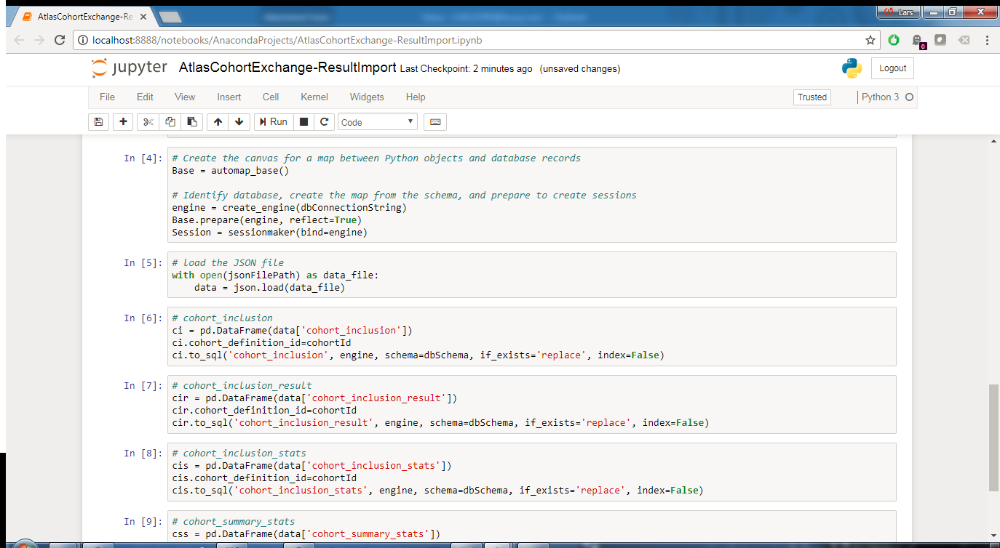 AtlasCohortExchange-Re
Lars
localhost:8888/notebooks/AnacondaProjects/AtlasCohortExchange-ResultImport.ipynb
0
jupyter AtlasCohortExchange-ResultImport Last Checkpoint: 2 minutes ago (unsaved changes)
Logout
File Edit View Insert Cell Kernel Widgets Help
Trusted
Python 3
Run
Code
In [4]: # Create the canvas for a map between Python objects and database records
Base = automap_base()
# Identify database, create the map from the schema, and prepare to create sessions
engine = create_engine(dbConnectionString)
Base.prepare(engine, reflect=True)
Session = sessionmaker(bind=engine)
In [5]: # load the JSON file
with open(jsonFilePath) as data_file:
    data = json.load(data_file)
In [6]: # cohort_inclusion
ci = pd.DataFrame(data['cohort_inclusion'])
ci.cohort_definition_id=cohortId
ci.to_sql('cohort_inclusion', engine, schema=dbSchema, if_exists='replace', index=False)
In [7]: # cohort_inclusion_result
cir = pd.DataFrame(data['cohort_inclusion_result'])
cir.cohort_definition_id=cohortId
cir.to_sql('cohort_inclusion_result', engine, schema=dbSchema, if_exists='replace', index=False)
In [8]: # cohort_inclusion_stats
cis = pd.DataFrame(data['cohort_inclusion_stats'])
cis.cohort_definition_id=cohortId
cis.to_sql('cohort_inclusion_stats', engine, schema=dbSchema, if_exists='replace', index=False)
In [9]: # cohort_summary_stats
css = pd.DataFrame(data['cohort_summary_stats'])